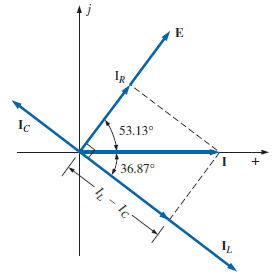 j
E
I_R
I_C
53.13°
I
+
36.87°
I_L – I_C
I_L